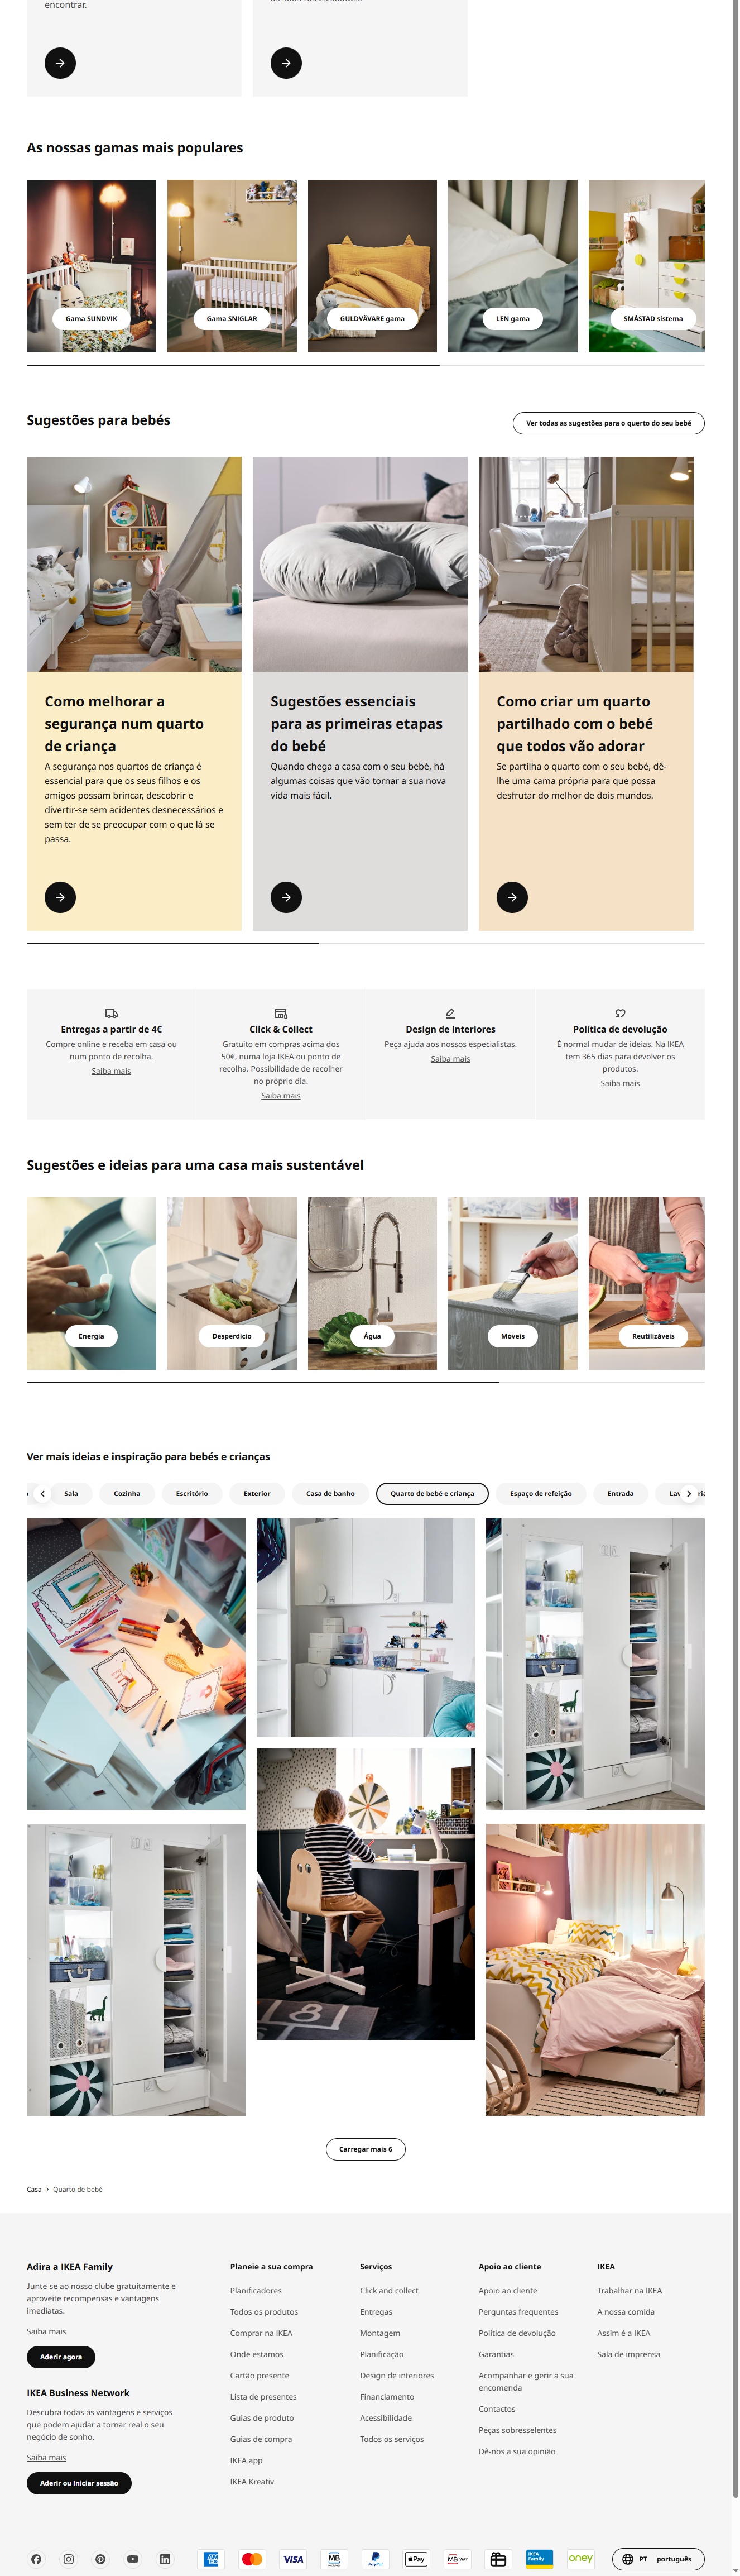 encontrar.
As nossas gamas mais populares
Gama SUNDVIK
Gama SNIGLAR
GULDVÄVARE gama
LEN gama
SMÅSTAD sistema
Sugestões para bebés
Ver todas as sugestões para o querto do seu bebé
Como melhorar a
segurança num quarto
de criança
A segurança nos quartos de criança é
essencial para que os seus filhos e os
amigos possam brincar, descobrir e
divertir-se sem acidentes desnecessários e
sem ter de se preocupar com o que lá se
passa.
Sugestões essenciais
para as primeiras etapas
do bebé
Quando chega a casa com o seu bebé, há
algumas coisas que vão tornar a sua nova
vida mais fácil.
Como criar um quarto
partilhado com o bebé
que todos vão adorar
Se partilha o quarto com o seu bebé, dê-
lhe uma cama própria para que possa
desfrutar do melhor de dois mundos.
Entregas a partir de 4€
Compre online e receba em casa ou
num ponto de recolha.
Saiba mais
Click & Collect
Gratuito em compras acima dos
50€, numa loja IKEA ou ponto de
recolha. Possibilidade de recolher
no próprio dia.
Saiba mais
Design de interiores
Peça ajuda aos nossos especialistas.
Saiba mais
Política de devolução
É normal mudar de ideias. Na IKEA
tem 365 dias para devolver os
produtos.
Saiba mais
Sugestões e ideias para uma casa mais sustentável
Energia
Desperdício
Água
Móveis
Reutilizáveis
Ver mais ideias e inspiração para bebés e crianças
Sala
Cozinha
Escritório
Exterior
Casa de banho
Quarto de bebé e criança
Espaço de refeição
Entrada
Carregar mais 6
Casa
Quarto de bebé
Adira a IKEA Family
Junte-se ao nosso clube gratuitamente e
aproveite recompensas e vantagens
imediatas.
Saiba mais
Aderir agora
IKEA Business Network
Descubra todas as vantagens e serviços
que podem ajudar a tornar real o seu
negócio de sonho.
Saiba mais
Aderir ou Iniciar sessão
Planeie a sua compra
Planificadores
Todos os produtos
Comprar na IKEA
Onde estamos
Cartão presente
Lista de presentes
Guias de produto
Guias de compra
IKEA app
IKEA Kreativ
Serviços
Click and collect
Entregas
Montagem
Planificação
Design de interiores
Financiamento
Acessibilidade
Todos os serviços
Apoio ao cliente
Apoio ao cliente
Perguntas frequentes
Política de devolução
Garantias
Acompanhar e gerir a sua
encomenda
Contactos
Peças sobresselentes
Dê-nos a sua opinião
IKEA
Trabalhar na IKEA
A nossa comida
Assim é a IKEA
Sala de imprensa
VISA
MB
PayPal
Pay
MB WAY
IKEA
Family
oney
PT
português